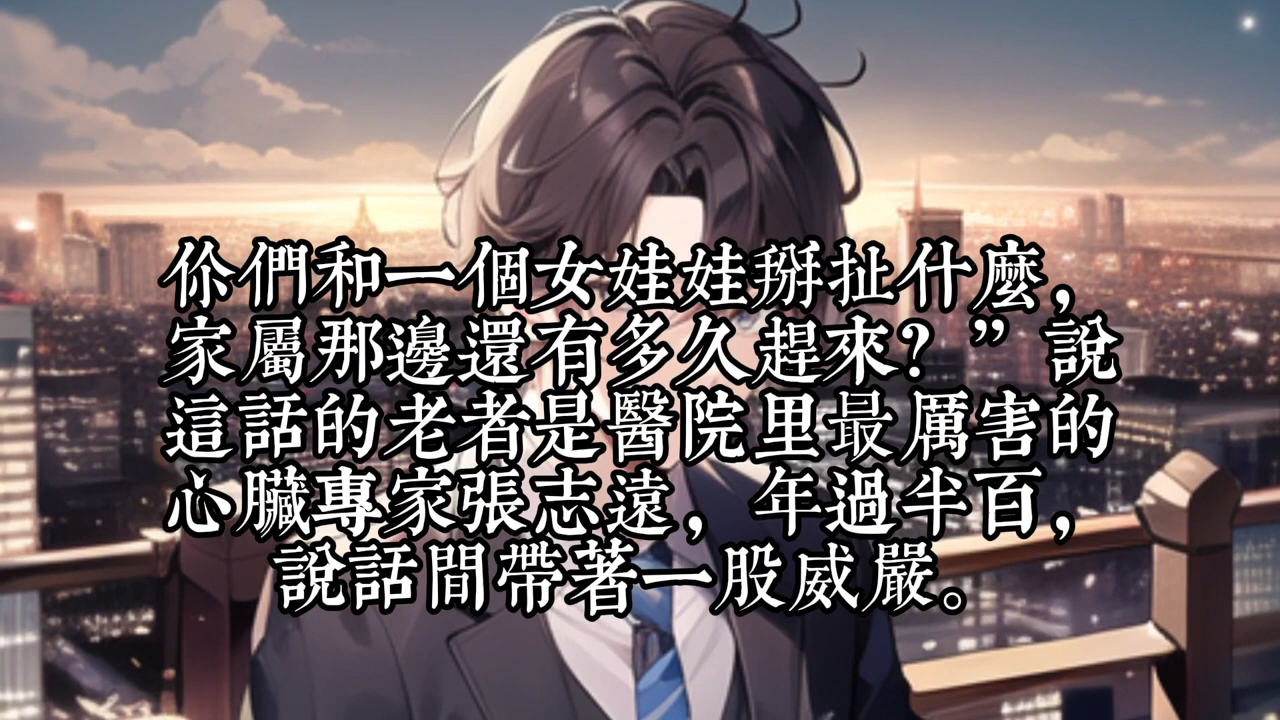 你們和一個女娃娃掰扯什麼，
家屬那邊還有多久趕來？”說
這話的老者是醫院里最厲害的
心臟專家張志遠，年過半百，
說話間帶著一股威嚴。